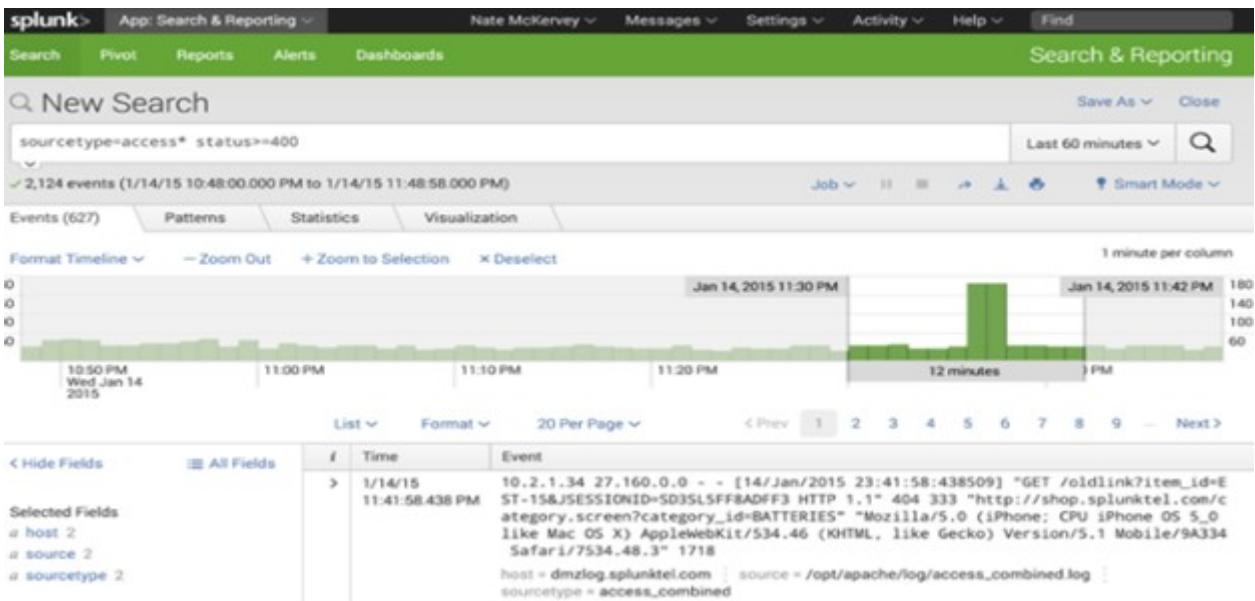 splunk> App: Search & Reporting Nate McKervey Messages Settings Activity Help Find
Search Pivot Reports Alerts Dashboards Search & Reporting
New Search Save As Close
sourcetype=access* status>=400 Last 60 minutes
2,124 events (1/14/15 10:48:00.000 PM to 1/14/15 11:48:58.000 PM) Job Smart Mode
Events (627) Patterns Statistics Visualization
Format Timeline − Zoom Out + Zoom to Selection × Deselect 1 minute per column
Jan 14, 2015 11:30 PM Jan 14, 2015 11:42 PM 180
140
100
60
10:50 PM 11:00 PM 11:10 PM 11:20 PM 12 minutes PM
Wed Jan 14
2015
List Format 20 Per Page < Prev 1 2 3 4 5 6 7 8 9 … Next >
< Hide Fields All Fields i Time Event
> 1/14/15 10.2.1.34 27.160.0.0 - - [14/Jan/2015 23:41:58:438509] "GET /oldlink?item_id=E
11:41:58.438 PM ST-15&JSESSIONID=SD3SL5FF8ADFF3 HTTP 1.1" 404 333 "http://shop.splunktel.com/c
Selected Fields ategory.screen?category_id=BATTERIES" "Mozilla/5.0 (iPhone; CPU iPhone OS 5_0
a host 2 like Mac OS X) AppleWebKit/534.46 (KHTML, like Gecko) Version/5.1 Mobile/9A334
a source 2 Safari/7534.48.3" 1718
host = dmzlog.splunktel.com source = /opt/apache/log/access_combined.log
a sourcetype 2 sourcetype = access_combined